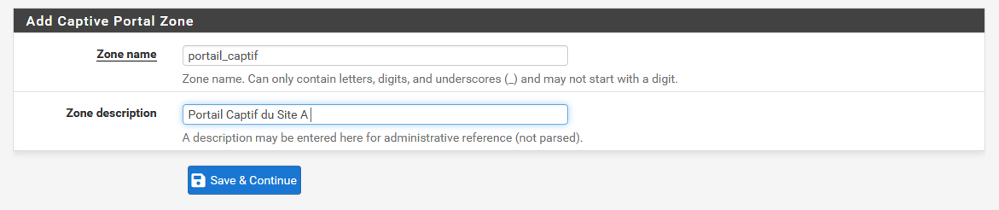 Add Captive Portal Zone
Zone name
portail_captif
Zone name. Can only contain letters, digits, and underscores (_) and may not start with a digit.
Zone description
Portail Captif du Site A
A description may be entered here for administrative reference (not parsed).
Save & Continue